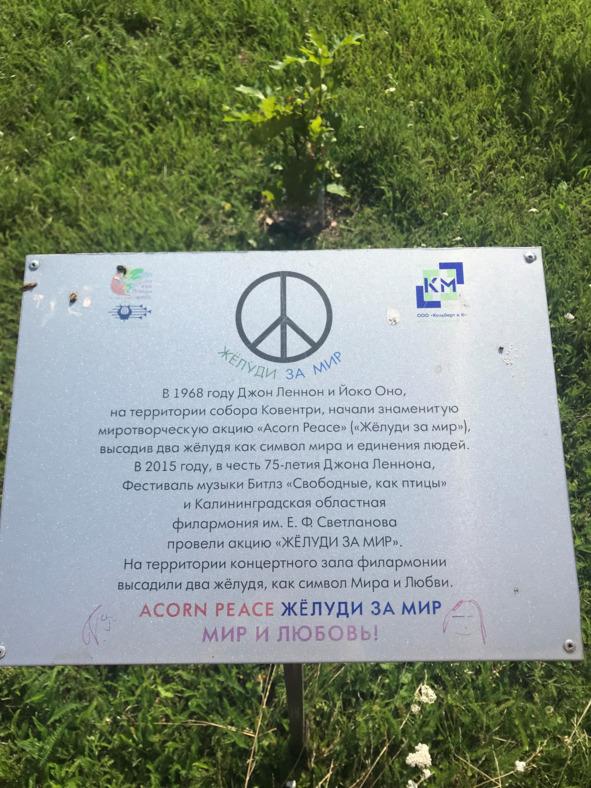 КМ
ООО «Кольберг и К»
ЖЁЛУДИ ЗА МИР
В 1968 году Джон Леннон и Йоко Оно,
на территории собора Ковентри, начали знаменитую
миротворческую акцию «Acorn Peace» («Жёлуди за мир»),
высадив два жёлудя как символ мира и единения людей.
В 2015 году, в честь 75-летия Джона Леннона,
Фестиваль музыки Битлз «Свободные, как птицы»
и Калининградская областная
филармония им. Е. Ф. Светланова
провели акцию «ЖЁЛУДИ ЗА МИР».
На территории концертного зала филармонии
высадили два жёлудя, как символ Мира и Любви.
ACORN PEACE ЖЁЛУДИ ЗА МИР
МИР И ЛЮБОВЬ!